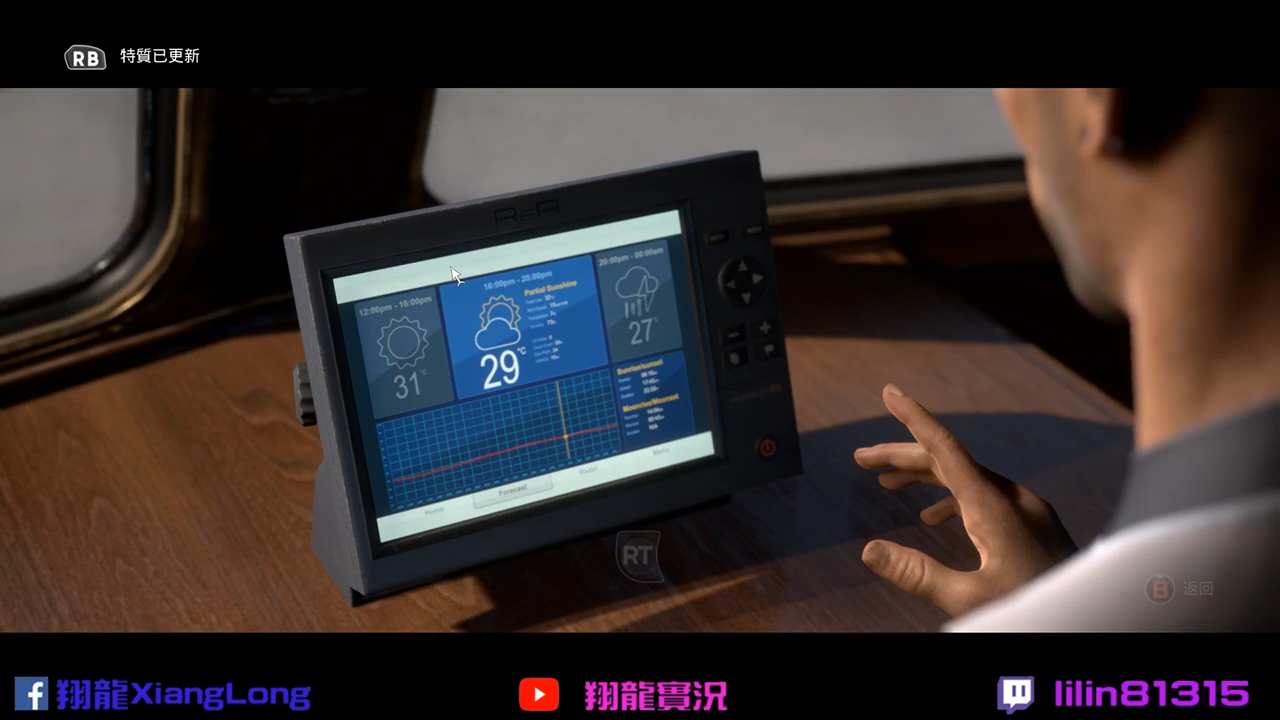 RB 特質已更新
ReA
12:00pm - 16:00pm
31°C
16:00pm - 20:00pm
Partial Sunshine
29°C
20:00pm - 00:00am
27°C
Sunrise/sunset
Moonrise/Moonset
N/A
Home
Forecast
Radar
Menu
RT
B 返回
翔龍XiangLong
翔龍實況
lilin81315